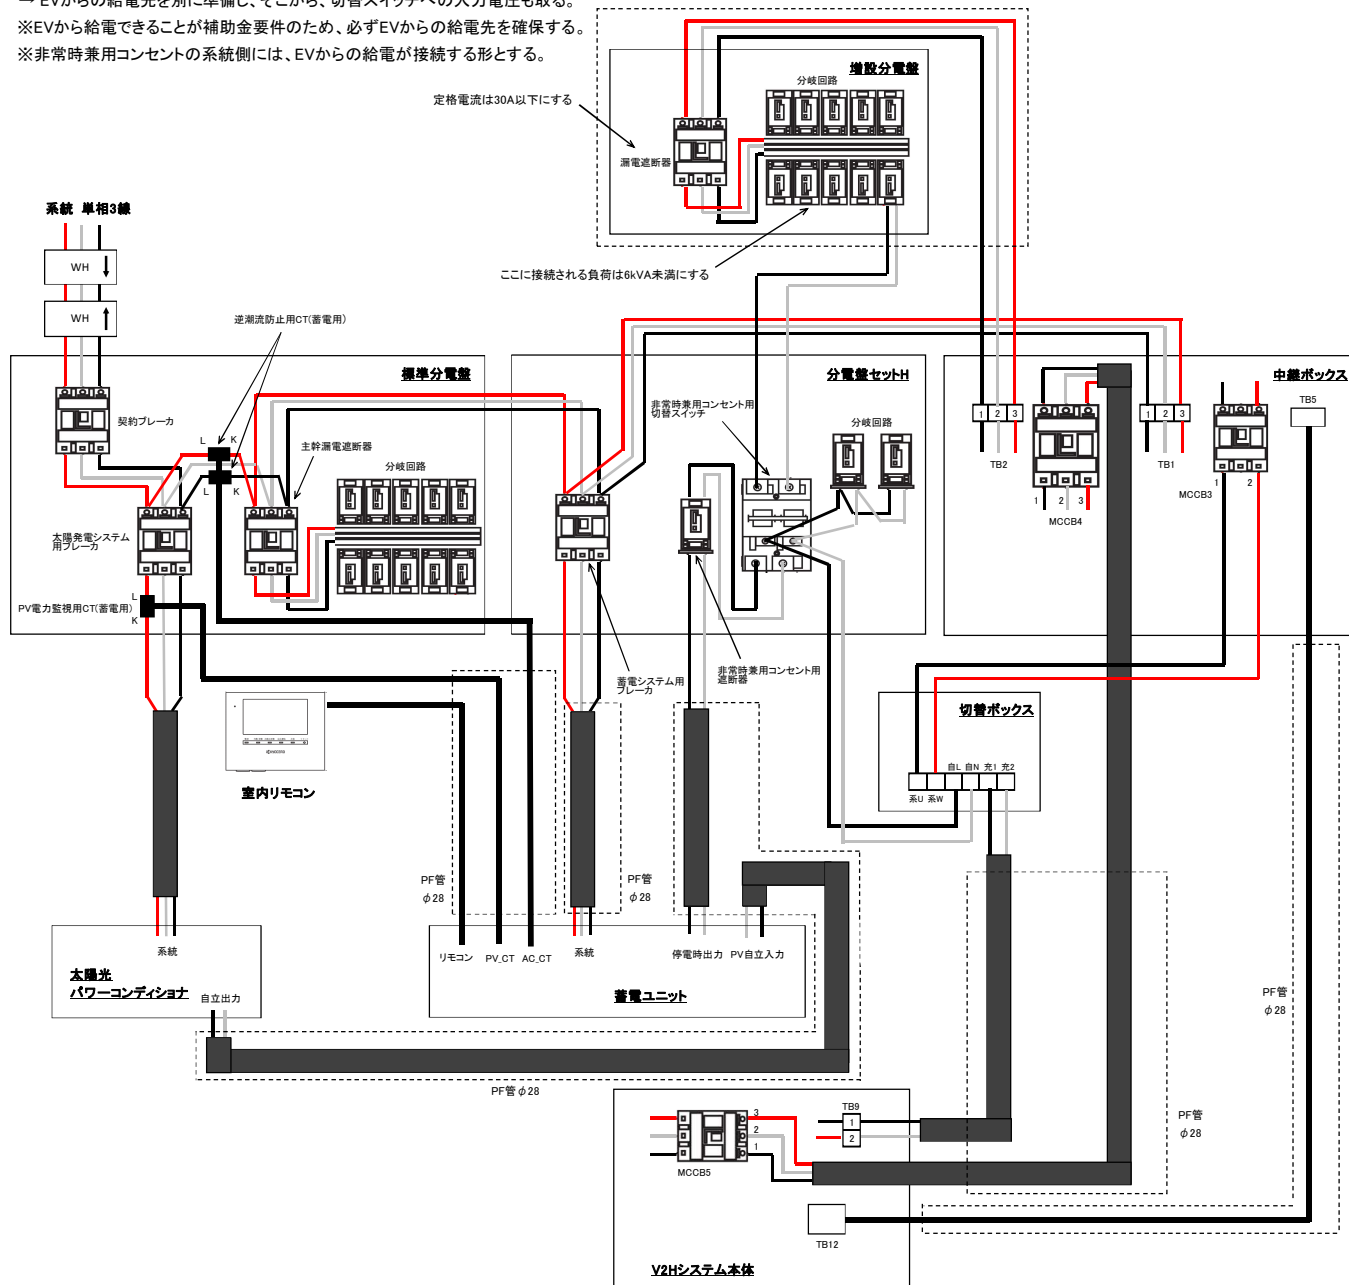 → EVからの給電先を別に準備し、そこから、切替スイッチへの入力電圧も取る。
※EVから給電できることが補助金要件のため、必ずEVからの給電先を確保する。
※非常時兼用コンセントの系統側には、EVからの給電が接続する形とする。
増設分電盤
分岐回路
定格電流は30A以下にする
漏電遮断器
ここに接続される負荷は6kVA未満にする
系統 単相3線
WH
WH
逆潮流防止用CT(蓄電用)
標準分電盤
契約ブレーカ
L K
L K
主幹漏電遮断器
分岐回路
太陽発電システム
用ブレーカ
PV電力監視用CT(蓄電用)
L
K
分電盤セットH
非常時兼用コンセント用
切替スイッチ
分岐回路
蓄電システム用
ブレーカ
非常時兼用コンセント用
遮断器
中継ボックス
1 2 3
TB2
1 2 3
MCCB4
1 2 3
TB1
MCCB3
1 2
TB5
切替ボックス
自L 自N 充1 充2
系U 系W
室内リモコン
PF管
φ28
PF管
φ28
系統
太陽光
パワーコンディショナ
自立出力
リモコン PV_CT AC_CT
系統
停電時出力 PV自立入力
蓄電ユニット
PF管φ28
PF管
φ28
PF管
φ28
3
2
1
MCCB5
TB9
1
2
TB12
V2Hシステム本体